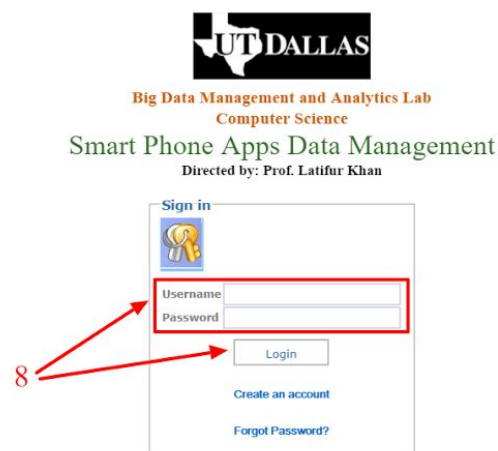 UT DALLAS
Big Data Management and Analytics Lab
Computer Science
Smart Phone Apps Data Management
Directed by: Prof. Latifur Khan
Sign in
Username
Password
Login
8
Create an account
Forgot Password?